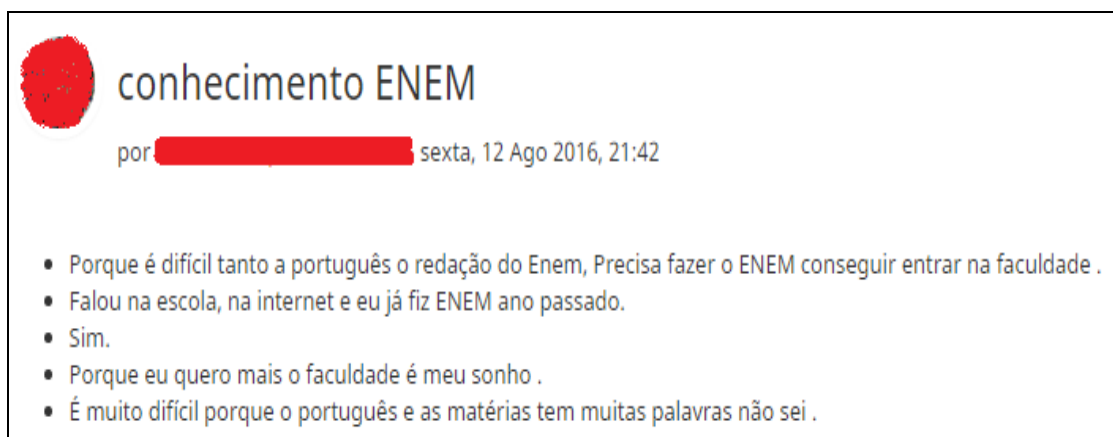 conhecimento ENEM
por sexta, 12 Ago 2016, 21:42
• Porque é difícil tanto a português o redação do Enem, Precisa fazer o ENEM conseguir entrar na faculdade .
• Falou na escola, na internet e eu já fiz ENEM ano passado.
• Sim.
• Porque eu quero mais o faculdade é meu sonho .
• É muito difícil porque o português e as matérias tem muitas palavras não sei .